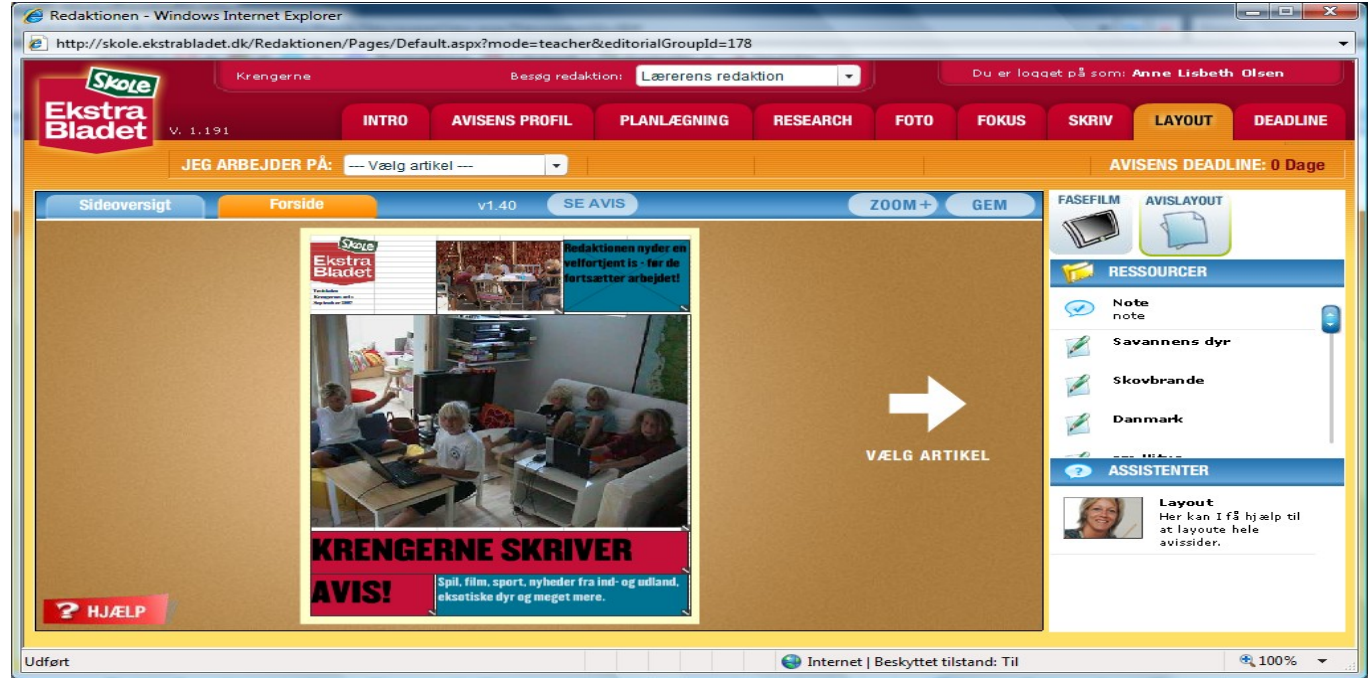 Redaktionen - Windows Internet Explorer
http://skole.ekstrabladet.dk/Redaktionen/Pages/Default.aspx?mode=teacher&editorialGroupId=178
Skole
Ekstra
Bladet
V. 1.191
Krengerne
Besøg redaktion:
Lærerens redaktion
Du er logget på som: Anne Lisbeth Olsen
INTRO
AVISENS PROFIL
PLANLÆGNING
RESEARCH
FOTO
FOKUS
SKRIV
LAYOUT
DEADLINE
JEG ARBEJDER PÅ:
--- Vælg artikel ---
AVISENS DEADLINE: 0 Dage
Sideoversigt
Forside
v1.40
SE AVIS
ZOOM+
GEM
Skole
Ekstra
Bladet
Redaktionen nyder en
velfortjent is - før de
fortsætter arbejdet!
KRENGERNE SKRIVER
AVIS!
Spil, film, sport, nyheder fra ind- og udland,
eksotiske dyr og meget mere.
VÆLG ARTIKEL
? HJÆLP
FASEFILM
AVISLAYOUT
RESSOURCER
Note
note
Savannens dyr
Skovbrande
Danmark
ASSISTENTER
Layout
Her kan I få hjælp til
at layoute hele
avissider.
Udført
Internet | Beskyttet tilstand: Til
100%